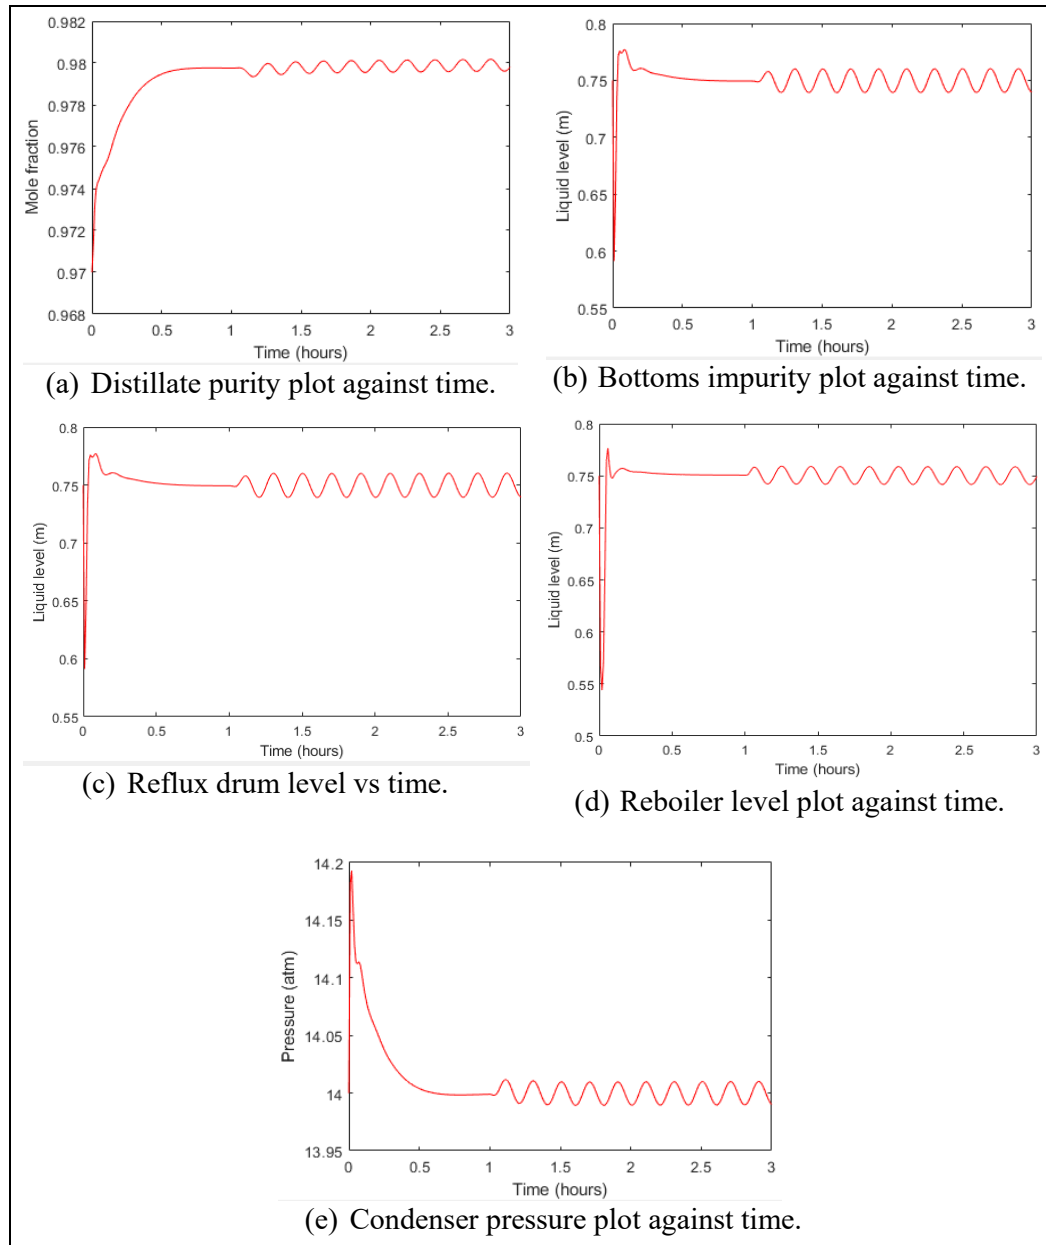 0.982
0.98
0.978
0.976
0.974
0.972
0.97
0.968
Mole fraction
0 0.5 1 1.5 2 2.5 3
Time (hours)
(a) Distillate purity plot against time.
0.8
0.75
0.7
0.65
0.6
0.55
Liquid level (m)
0 0.5 1 1.5 2 2.5 3
Time (hours)
(b) Bottoms impurity plot against time.
0.8
0.75
0.7
0.65
0.6
0.55
Liquid level (m)
0 0.5 1 1.5 2 2.5 3
Time (hours)
(c) Reflux drum level vs time.
0.8
0.75
0.7
0.65
0.6
0.55
0.5
Liquid level (m)
0 0.5 1 1.5 2 2.5 3
Time (hours)
(d) Reboiler level plot against time.
14.2
14.15
14.1
14.05
14
13.95
Pressure (atm)
0 0.5 1 1.5 2 2.5 3
Time (hours)
(e) Condenser pressure plot against time.